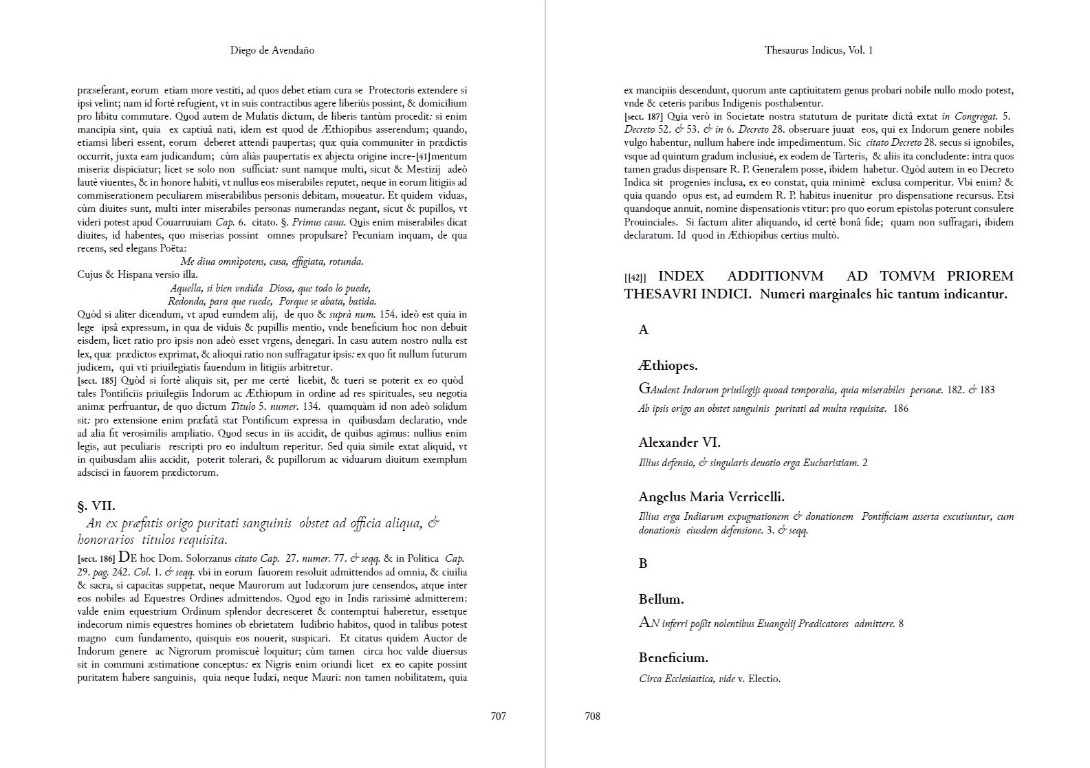 Diego de Avendaño
præseferant, eorum etiam more vestiti, ad quos debet etiam cura se Protectoris extendere si
ipsi velint; nam id fortè refugient, vt in suis contractibus agere liberiùs possint, & domicilium
pro libitu commutare. Quod autem de Mulatis dictum, de liberis tantùm procedit: si enim
mancipia sint, quia ex captiuâ nati, idem est quod de Æthiopibus asserendum; quando,
etiamsi liberi essent, eorum deberet attendi paupertas; quæ quia communiter in prædictis
occurrit, juxta eam judicandum; cùm aliàs paupertatis ex abjecta origine incre-[41]mentum
miseriæ dispiciatur; licet se solo non sufficiat: sunt namque multi, sicut & Mestizij adeò
lautè viuentes, & in honore habiti, vt nullus eos miserabiles reputet, neque in eorum litigiis ad
commiserationem peculiarem miserabilibus personis debitam, moueatur. Et quidem viduas,
cùm diuites sunt, multi inter miserabiles personas numerandas negant, sicut & pupillos, vt
videri potest apud Couarruuiam Cap. 6. citato. §. Primus casus. Quis enim miserabiles dicat
diuites, id habentes, quo miserias possint omnes propulsare? Pecuniam inquam, de qua
recens, sed elegans Poëta:
Me diua omnipotens, cusa, effigiata, rotunda.
Cujus & Hispana versio illa.
Aquella, si bien vndida Diosa, que todo lo puede,
Redonda, para que ruede, Porque se abata, batida.
Quòd si aliter dicendum, vt apud eumdem alij, de quo & suprà num. 154. ideò est quia in
lege ipsâ expressum, in qua de viduis & pupillis mentio, vnde beneficium hoc non debuit
eisdem, licet ratio pro ipsis non adeò esset vrgens, denegari. In casu autem nostro nulla est
lex, quæ prædictos exprimat, & alioqui ratio non suffragatur ipsis: ex quo fit nullum futurum
judicem, qui vti priuilegiatis fauendum in litigiis arbitretur.
[sect. 185] Quòd si fortè aliquis sit, per me certè licebit, & tueri se poterit ex eo quòd
tales Pontificiis priuilegiis Indorum ac Æthiopum in ordine ad res spirituales, seu negotia
animæ perfruantur, de quo dictum Titulo 5. numer. 134. quamquàm id non adeò solidum
sit: pro extensione enim præfatâ stat Pontificum expressa in quibusdam declaratio, vnde
ad alia fit verosimilis ampliatio. Quod secus in iis accidit, de quibus agimus: nullius enim
legis, aut peculiaris rescripti pro eo indultum reperitur. Sed quia simile extat aliquid, vt
in quibusdam aliis accidit, poterit tolerari, & pupillorum ac viduarum diuitum exemplum
adscisci in fauorem prædictorum.
§. VII.
An ex præfatis origo puritati sanguinis obstet ad officia aliqua, &
honorarios titulos requisita.
[sect. 186] DE hoc Dom. Solorzanus citato Cap. 27. numer. 77. & seqq. & in Politica Cap.
29. pag. 242. Col. 1. & seqq. vbi in eorum fauorem resoluit admittendos ad omnia, & ciuilia
& sacra, si capacitas suppetat, neque Maurorum aut Iudæorum jure censendos, atque inter
eos nobiles ad Equestres Ordines admittendos. Quod ego in Indis rarissimè admitterem:
valde enim equestrium Ordinum splendor decresceret & contemptui haberetur, essetque
indecorum nimis equestres homines ob ebrietatem ludibrio habitos, quod in talibus potest
magno cum fundamento, quisquis eos nouerit, suspicari. Et citatus quidem Auctor de
Indorum genere ac Nigrorum promiscuè loquitur; cùm tamen circa hoc valde diuersus
sit in communi æstimatione conceptus: ex Nigris enim oriundi licet ex eo capite possint
puritatem habere sanguinis, quia neque Iudæi, neque Mauri: non tamen nobilitatem, quia
707
Thesaurus Indicus, Vol. 1
ex mancipiis descendunt, quorum ante captiuitatem genus probari nobile nullo modo potest,
vnde & ceteris paribus Indigenis posthabentur.
[sect. 187] Quia verò in Societate nostra statutum de puritate dictâ extat in Congregat. 5.
Decreto 52. & 53. & in 6. Decreto 28. obseruare juuat eos, qui ex Indorum genere nobiles
vulgo habentur, nullum habere inde impedimentum. Sic citato Decreto 28. secus si ignobiles,
vsque ad quintum gradum inclusiuè, ex eodem de Tarteris, & aliis ita concludente: intra quos
tamen gradus dispensare R. P. Generalem posse, ibidem habetur. Quòd autem in eo Decreto
Indica sit progenies inclusa, ex eo constat, quia minimè exclusa comperitur. Vbi enim? &
quia quando opus est, ad eumdem R. P. habitus inuenitur pro dispensatione recursus. Etsi
quandoque annuit, nomine dispensationis vtitur: pro quo eorum epistolas poterunt consulere
Prouinciales. Si factum aliter aliquando, id certè bonâ fide; quam non suffragari, ibidem
declaratum. Id quod in Æthiopibus certius multò.
[[42]] INDEX ADDITIONVM AD TOMVM PRIOREM
THESAVRI INDICI. Numeri marginales hic tantum indicantur.
A
Æthiopes.
GAudent Indorum priuilegijs quoad temporalia, quia miserabiles personæ. 182. & 183
Ab ipsis origo an obstet sanguinis puritati ad multa requisitæ. 186
Alexander VI.
Illius defensio, & singularis deuotio erga Eucharistiam. 2
Angelus Maria Verricelli.
Illius erga Indiarum expugnationem & donationem Pontificiam asserta excutiuntur, cum
donationis eiusdem defensione. 3. & seqq.
B
Bellum.
AN inferri poßit nolentibus Euangelij Prædicatores admittere. 8
Beneficium.
Circa Ecclesiastica, vide v. Electio.
708